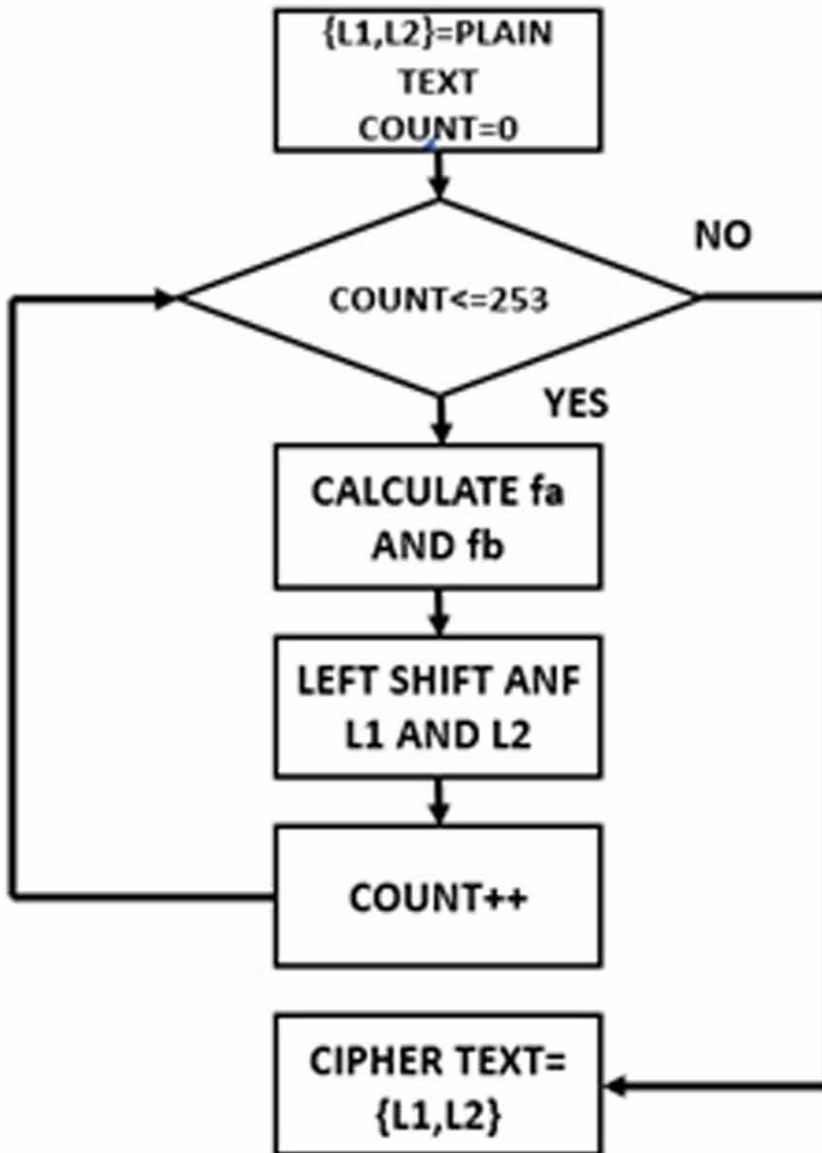 {L1,L2}=PLAIN
TEXT
COUNT=0
NO
COUNT<=253
YES
CALCULATE fa
AND fb
LEFT SHIFT ANF
L1 AND L2
COUNT++
CIPHER TEXT=
{L1,L2}